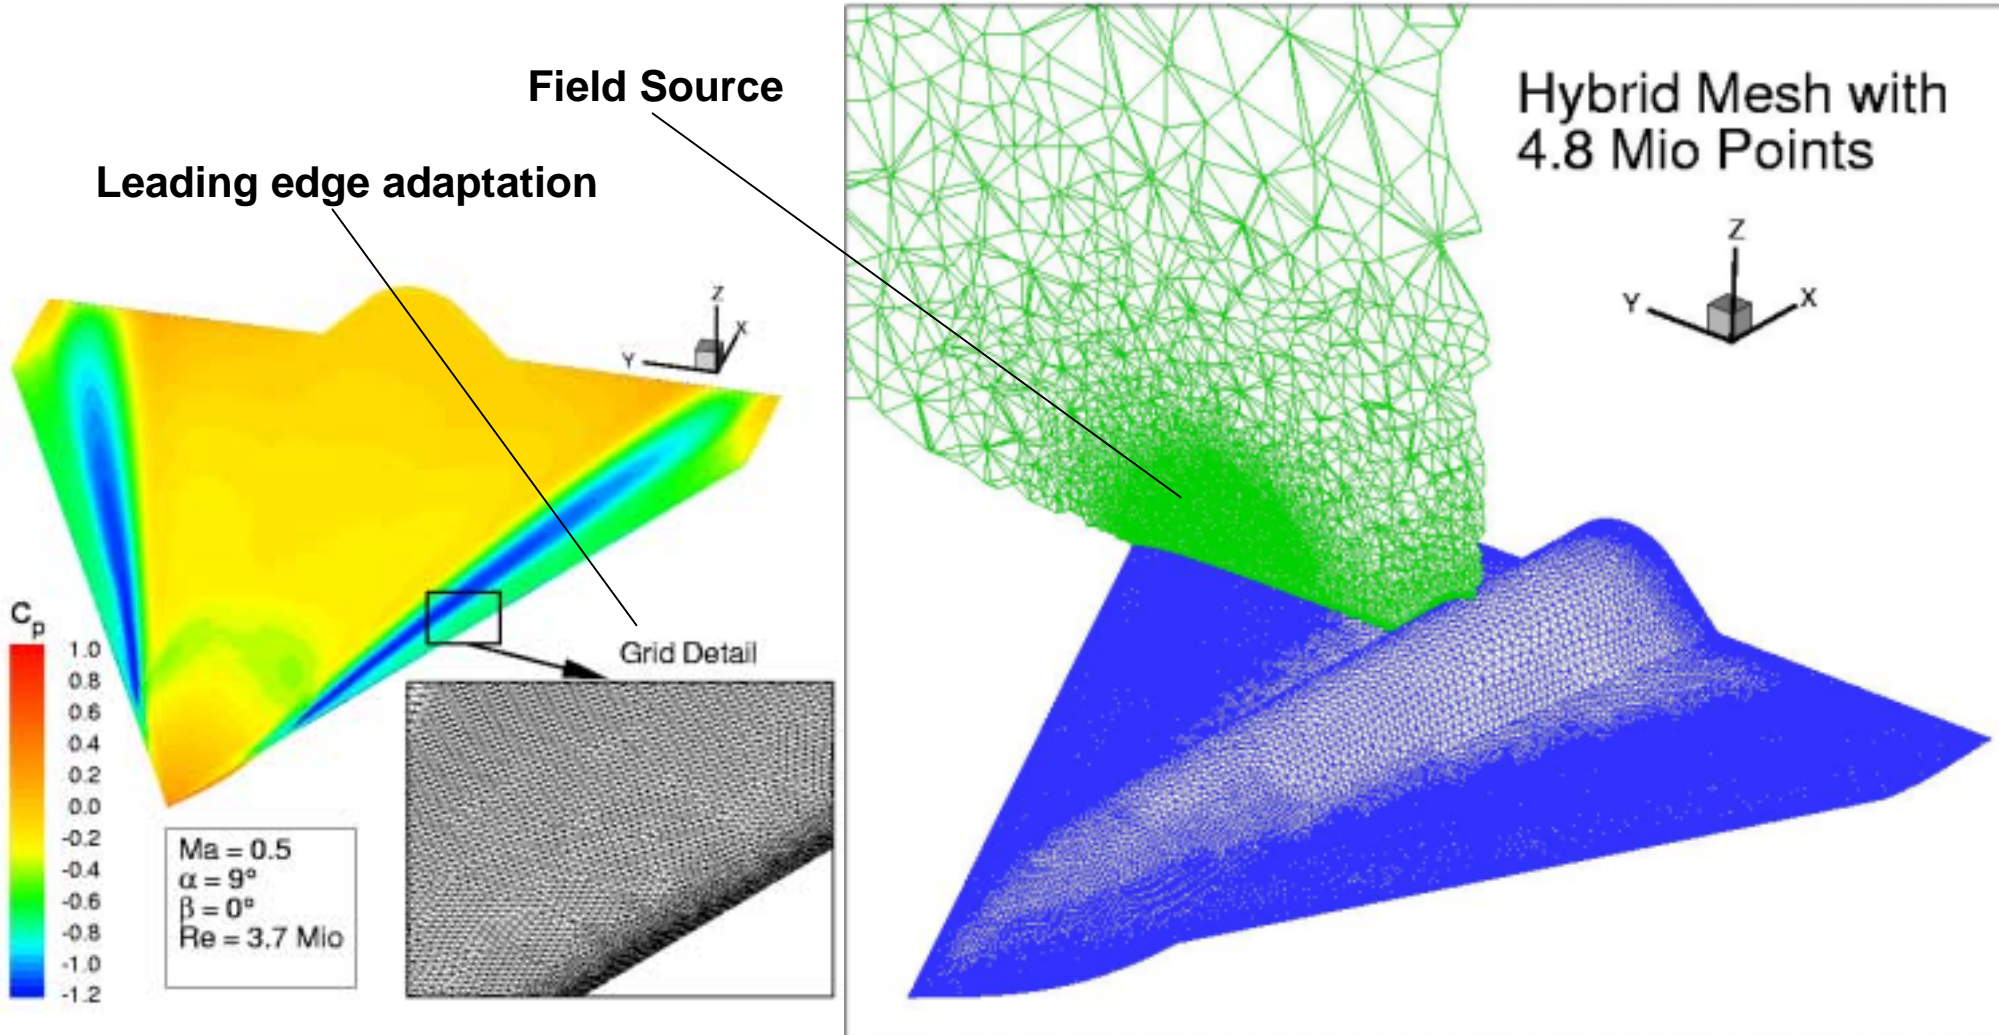 Field Source
Leading edge adaptation
Hybrid Mesh with
4.8 Mio Points
Z
Y
X
Z
X
Y
Cp
1.0
0.8
0.6
0.4
0.2
0.0
-0.2
-0.4
-0.6
-0.8
-1.0
-1.2
Grid Detail
Ma = 0.5
α = 9°
β = 0°
Re = 3.7 Mio